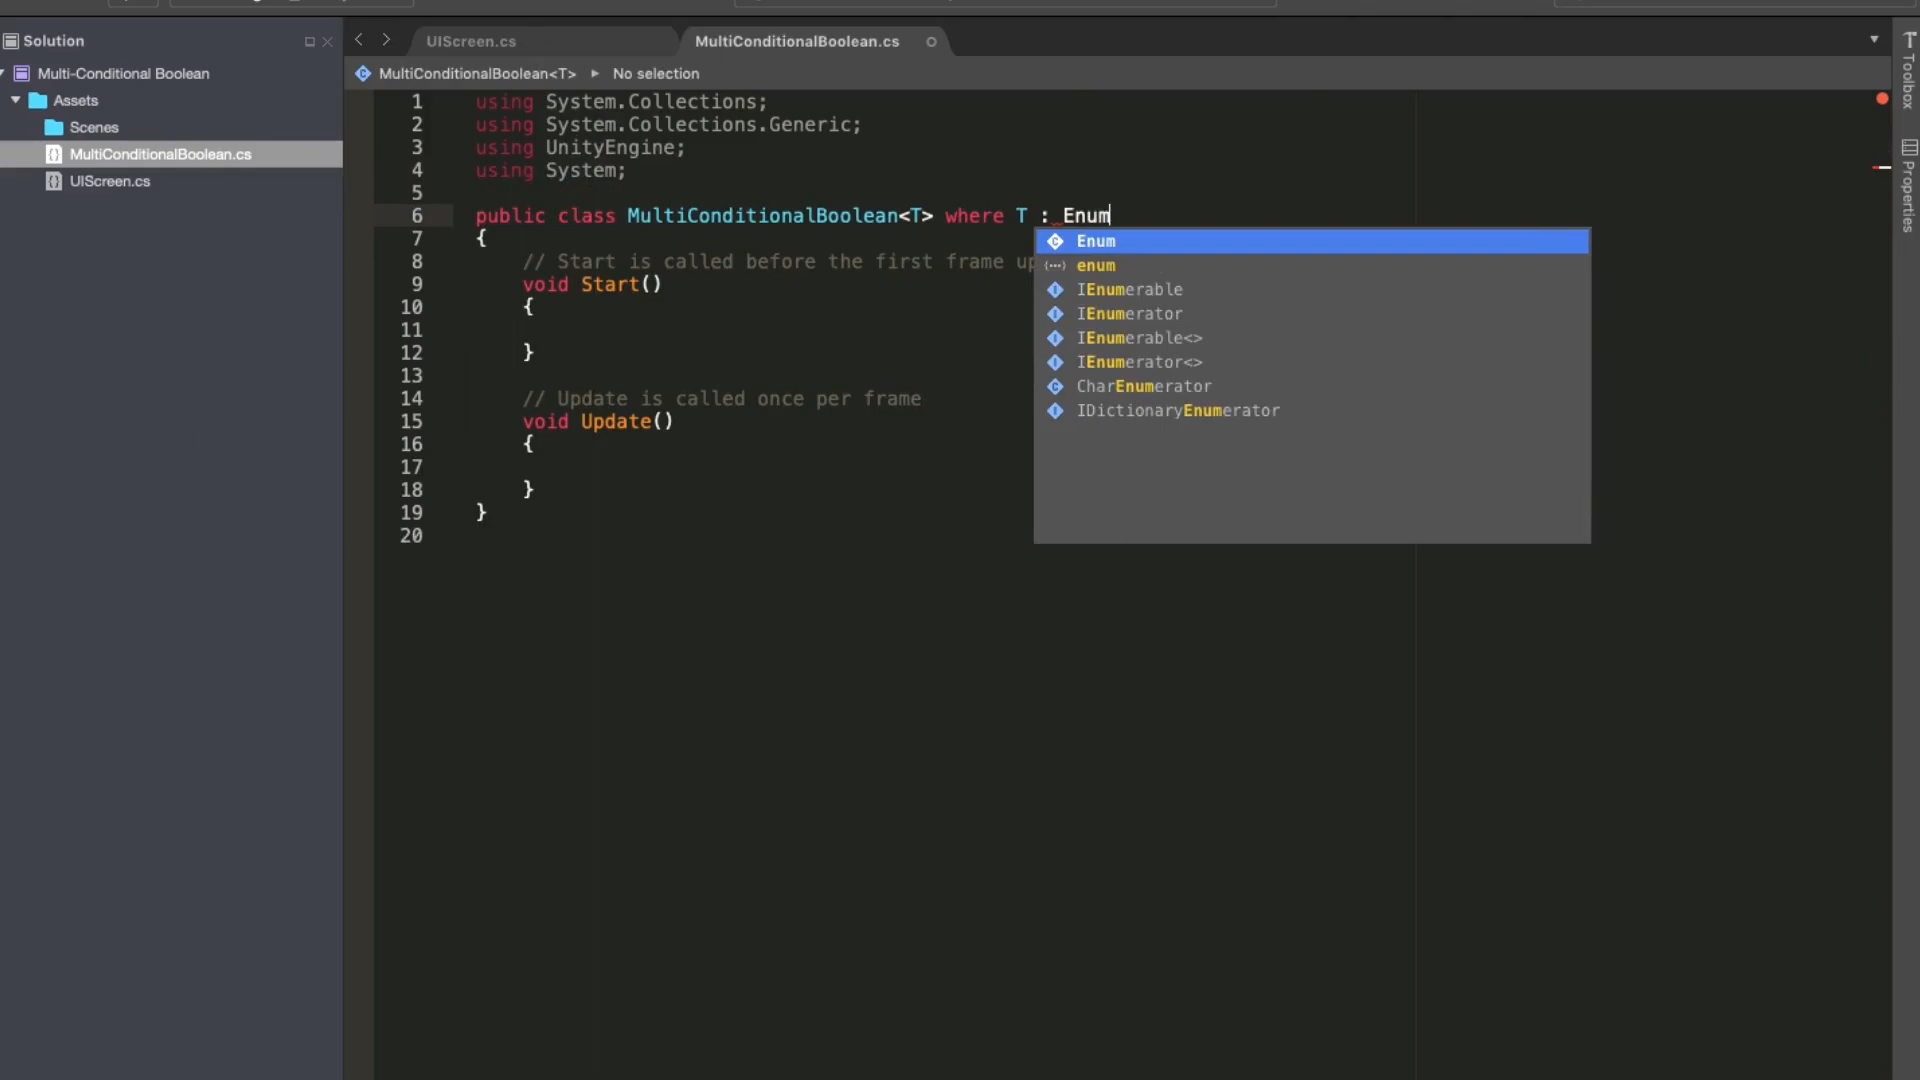 Solution
UIScreen.cs
MultiConditionalBoolean.cs
Multi-Conditional Boolean
Assets
Scenes
MultiConditionalBoolean.cs
UIScreen.cs
MultiConditionalBoolean<T> No selection
1 using System.Collections;
2 using System.Collections.Generic;
3 using UnityEngine;
4 using System;
5
6 public class MultiConditionalBoolean<T> where T : Enum
7 {
8 // Start is called before the first frame up
9 void Start()
10 {
11
12 }
13
14 // Update is called once per frame
15 void Update()
16 {
17
18 }
19 }
20
Enum
enum
IEnumerable
IEnumerator
IEnumerable<>
IEnumerator<>
CharEnumerator
IDictionaryEnumerator
Toolbox
Properties